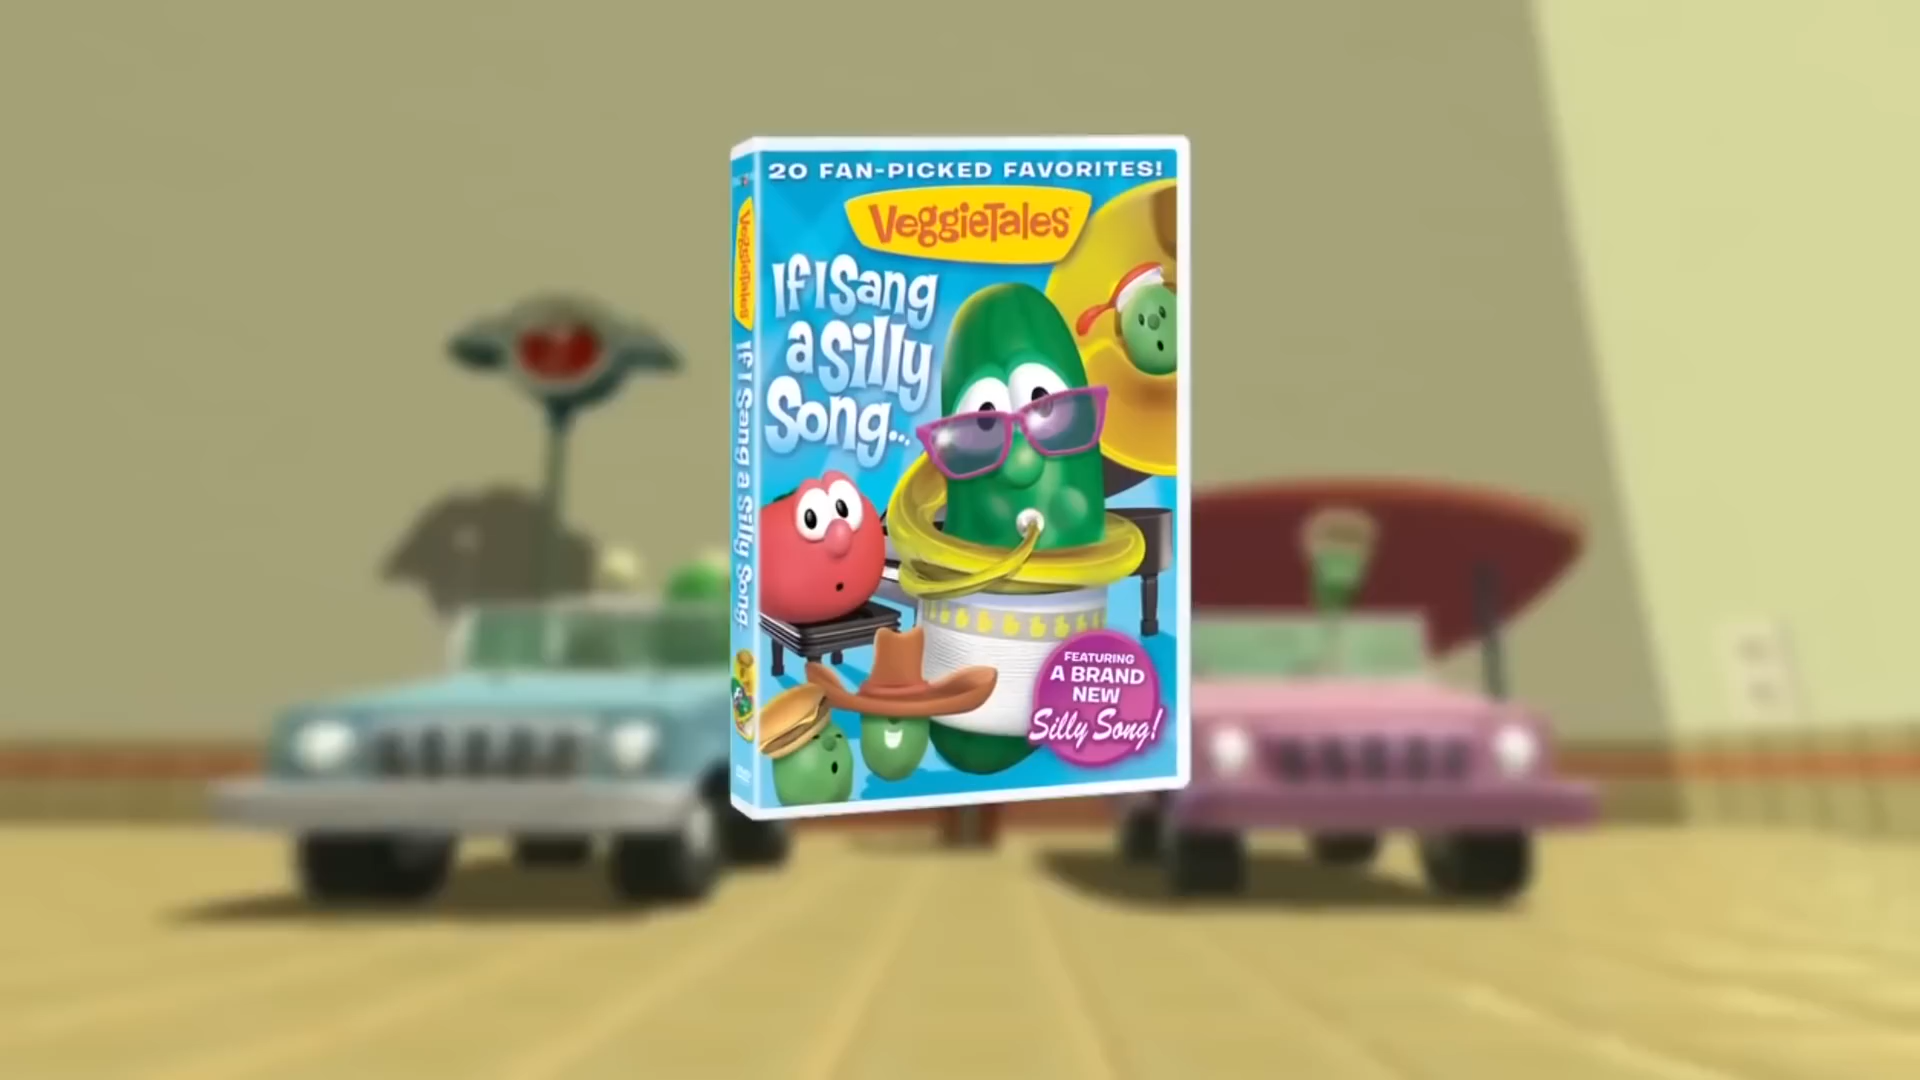 20 FAN-PICKED FAVORITES!
VeggieTales
If I Sang
a Silly
Song...
FEATURING
A BRAND
NEW
Silly Song!
VeggieTales
If I Sang a Silly Song...